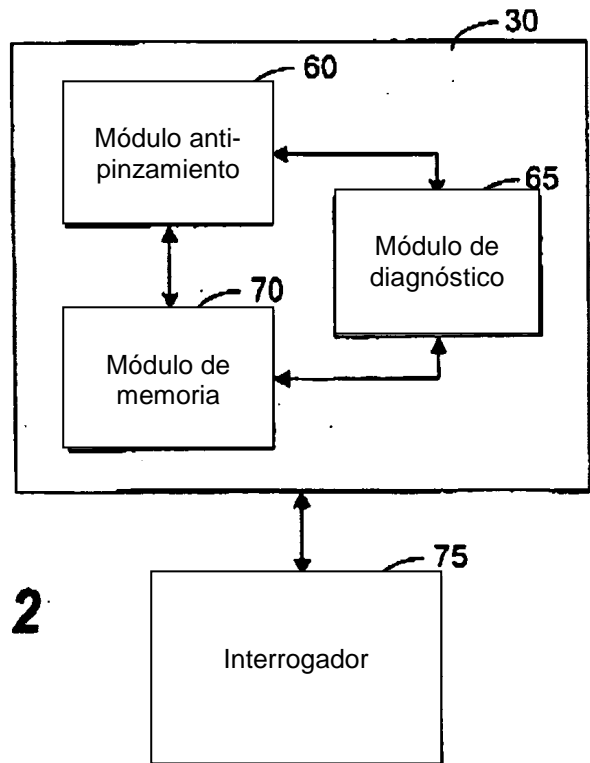 30
60
Módulo anti-
pinzamiento
65
Módulo de
diagnóstico
70
Módulo de
memoria
75
2
Interrogador